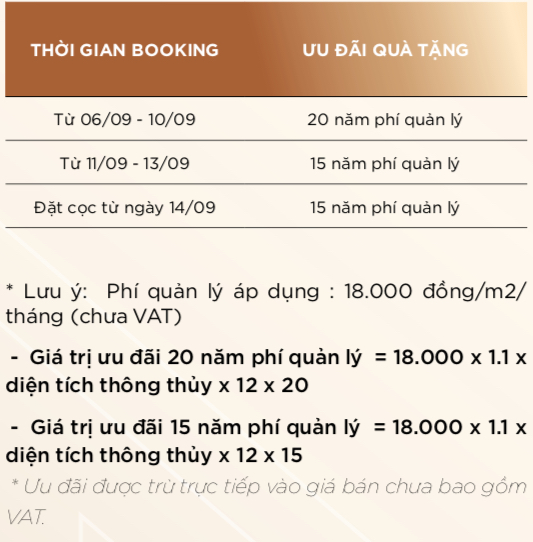 THỜI GIAN BOOKING ƯU ĐÃI QUÀ TẶNG
Từ 06/09 - 10/09 20 năm phí quản lý
Từ 11/09 - 13/09 15 năm phí quản lý
Đặt cọc từ ngày 14/09 15 năm phí quản lý
* Lưu ý: Phí quản lý áp dụng : 18.000 đồng/m2/
tháng (chưa VAT)
- Giá trị ưu đãi 20 năm phí quản lý = 18.000 x 1.1 x
diện tích thông thủy x 12 x 20
- Giá trị ưu đãi 15 năm phí quản lý = 18.000 x 1.1 x
diện tích thông thủy x 12 x 15
* Ưu đãi được trừ trực tiếp vào giá bán chưa bao gồm
VAT.